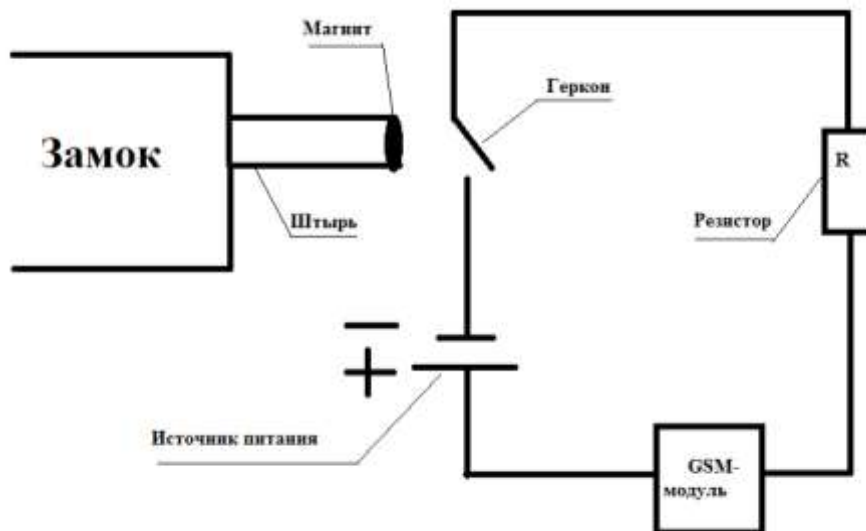 Магнит
Геркон
Замок
R
Штырь
Резистор
Источник питания
GSM-
модуль